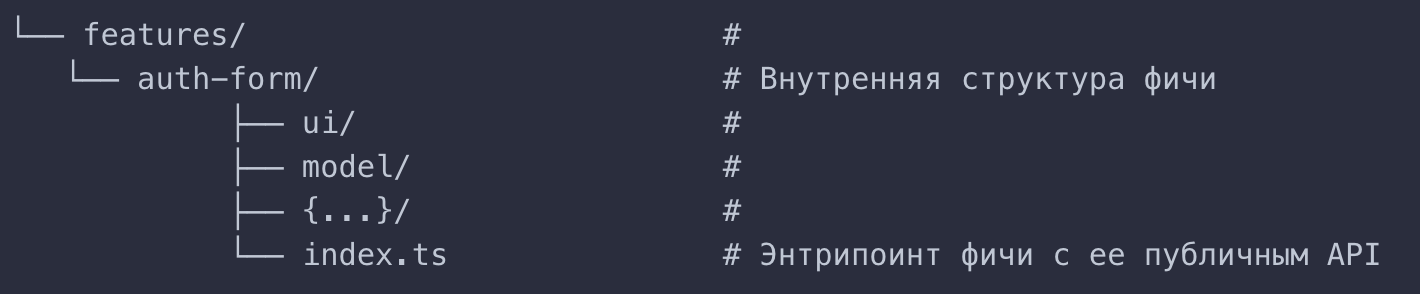 └── features/                          #
   └── auth-form/                      # Внутренняя структура фичи
            ├── ui/                    #
            ├── model/                 #
            ├── {...}/                 #
            └── index.ts               # Энтрипоинт фичи с ее публичным API